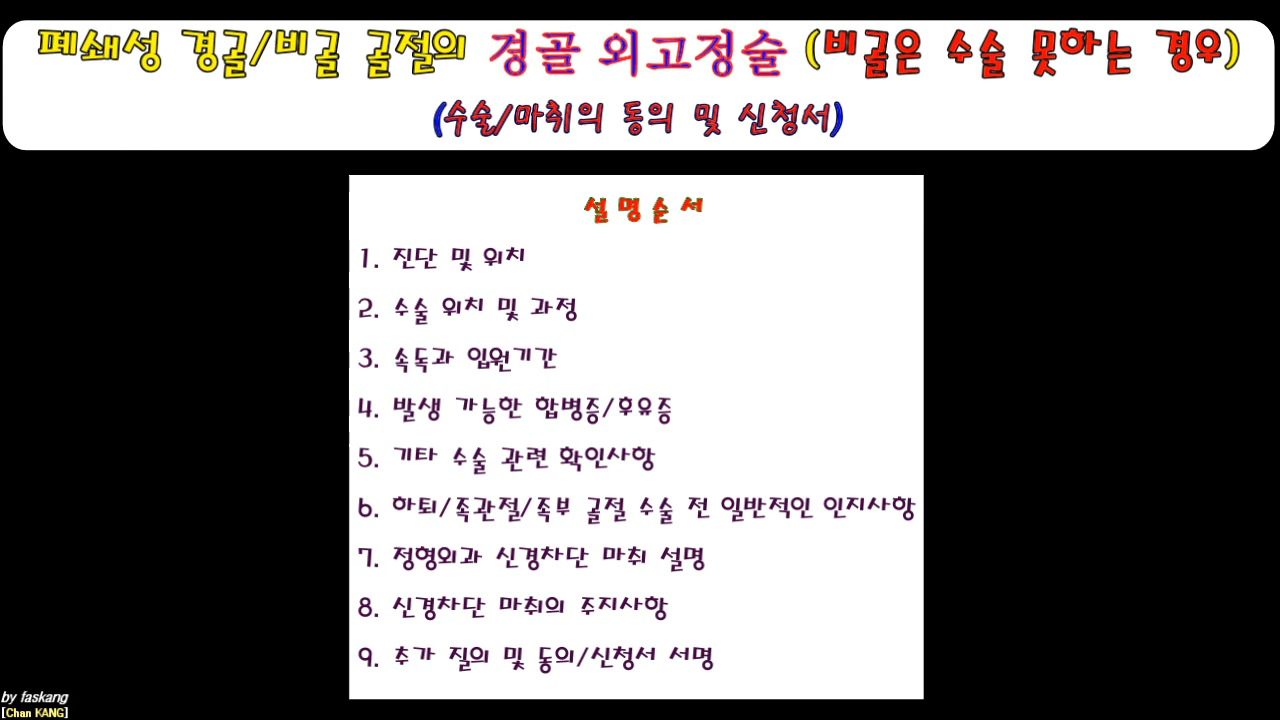 폐쇄성 경골/비골 골절의 경골 외고정술 (비골은 수술 못하는 경우)
(수술/마취의 동의 및 신청서)
설명순서
1. 진단 및 위치
2. 수술 위치 및 과정
3. 속독과 입원기간
4. 발생 가능한 합병증/후유증
5. 기타 수술 관련 확인사항
6. 하퇴/족관절/족부 골절 수술 전 일반적인 인지사항
7. 정형외과 신경차단 마취 설명
8. 신경차단 마취의 주지사항
9. 추가 질의 및 동의/신청서 서명
by faskang
[Chan KANG]